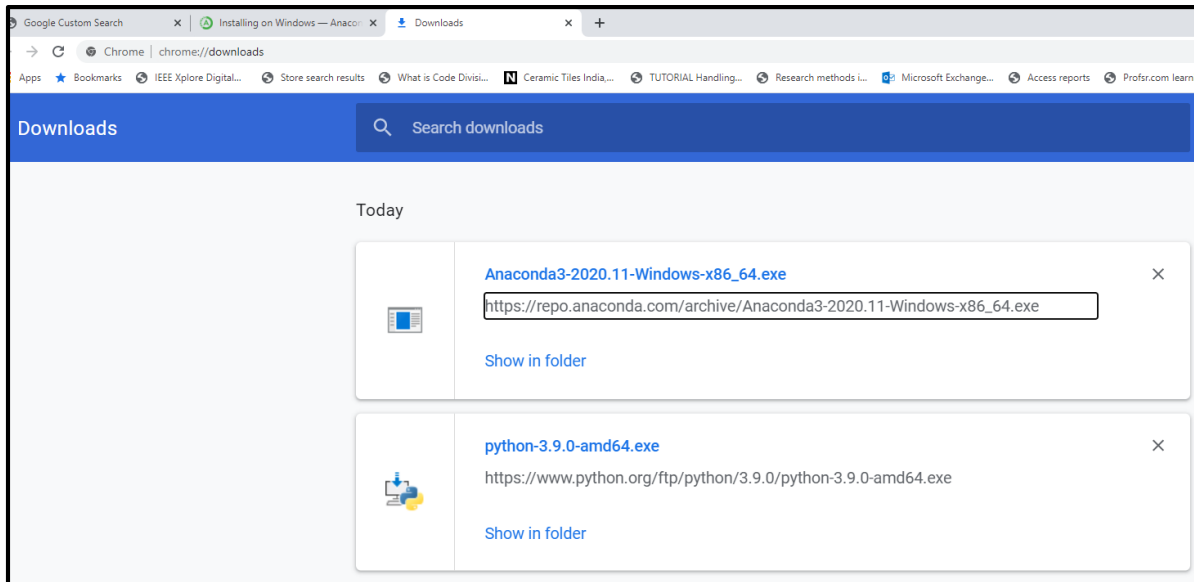 Google Custom Search
Installing on Windows — Anacon
Downloads
Chrome | chrome://downloads
Apps
Bookmarks
IEEE Xplore Digital...
Store search results
What is Code Divisi...
Ceramic Tiles India,...
TUTORIAL Handling...
Research methods i...
Microsoft Exchange...
Access reports
Profsr.com learn
Downloads
Search downloads
Today
Anaconda3-2020.11-Windows-x86_64.exe
https://repo.anaconda.com/archive/Anaconda3-2020.11-Windows-x86_64.exe
Show in folder
python-3.9.0-amd64.exe
https://www.python.org/ftp/python/3.9.0/python-3.9.0-amd64.exe
Show in folder